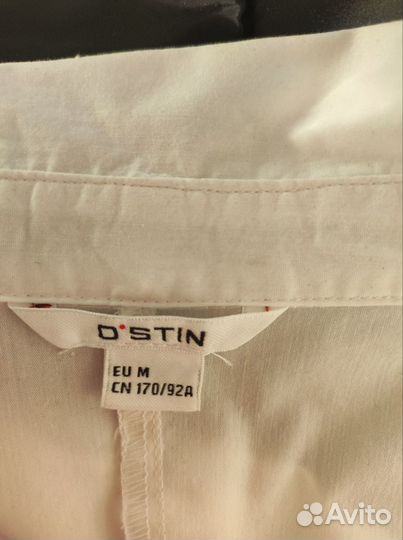 O'STIN
EU M
CN 170/92A
Avito